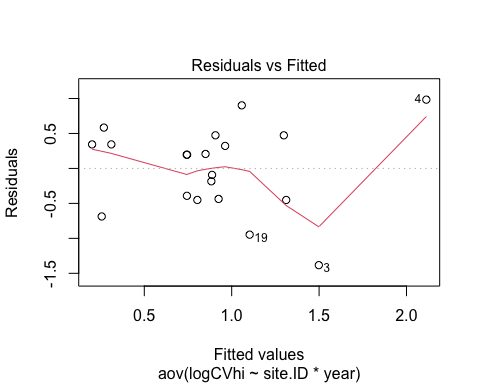 Residuals vs Fitted
Residuals
0.5
-0.5
-1.5
4
19
3
0.5
1.0
1.5
2.0
Fitted values
aov(logCVhi ~ site.ID * year)